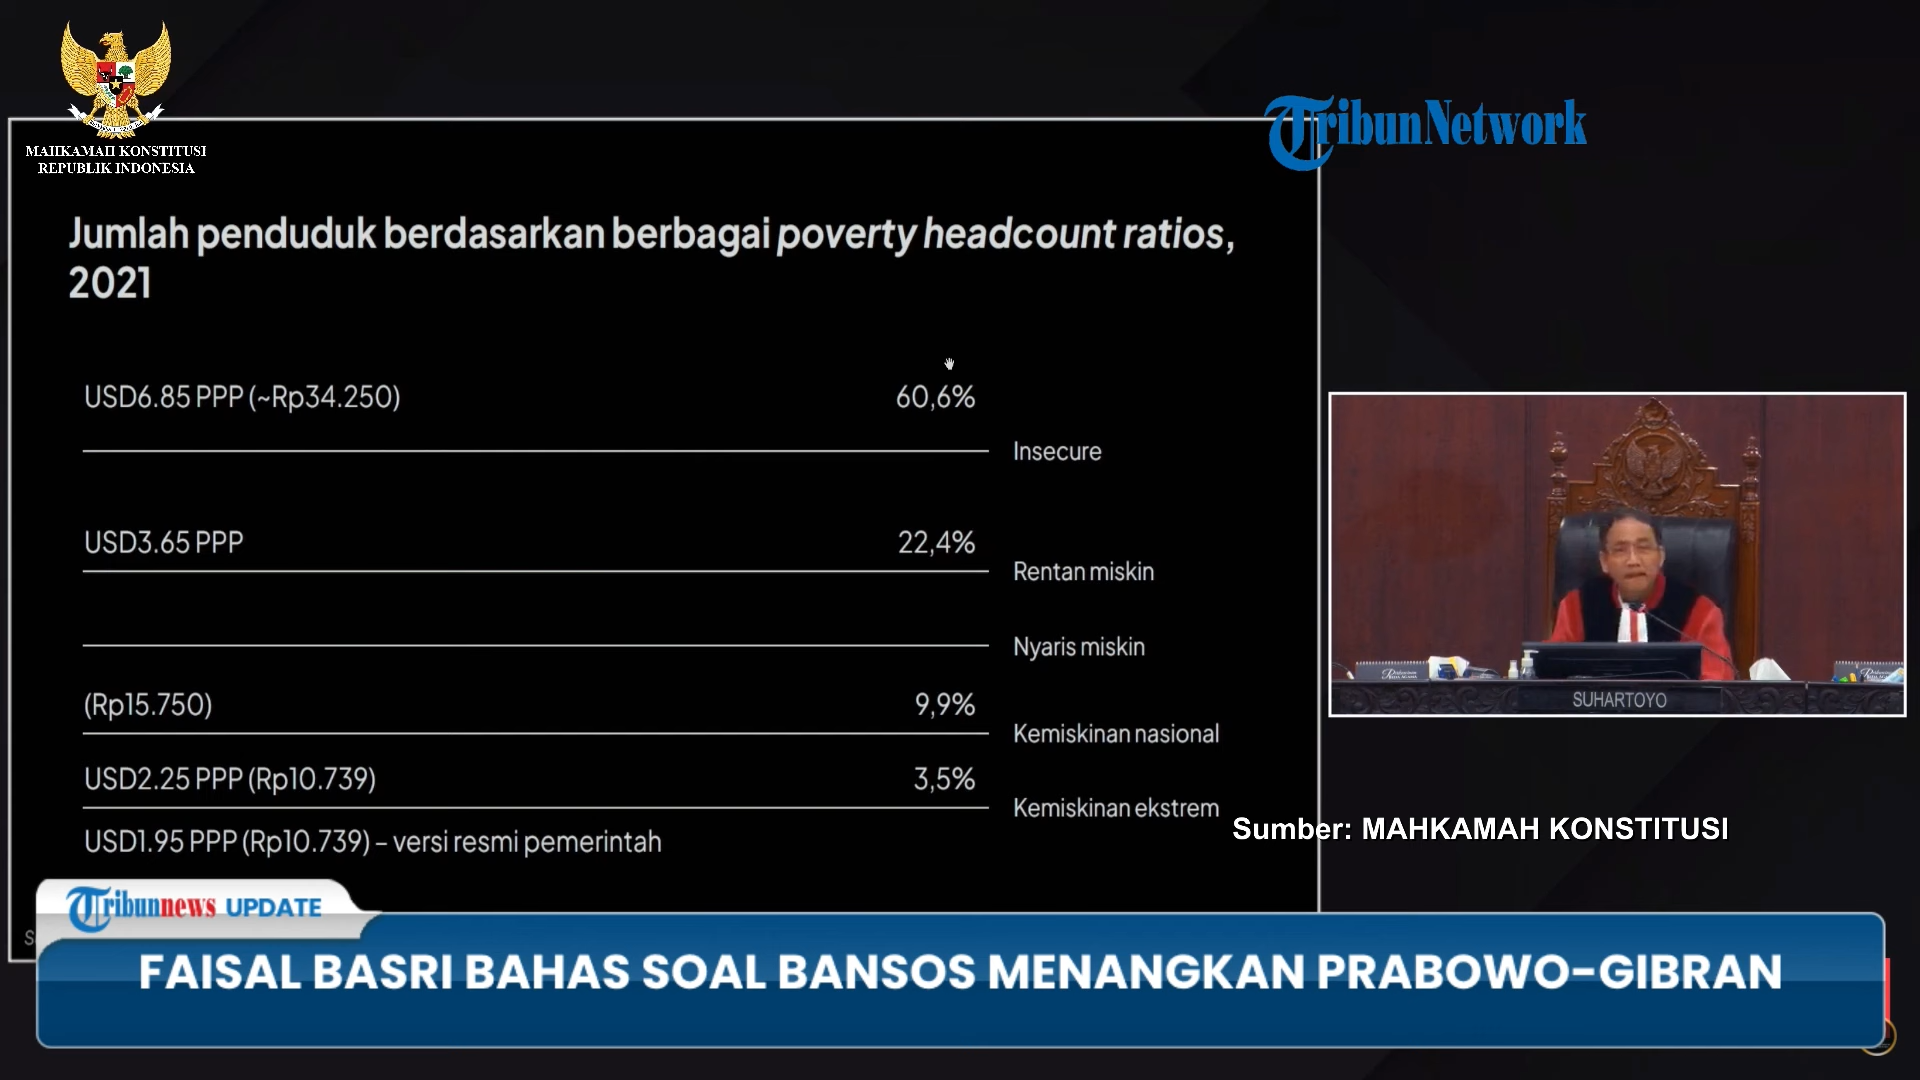 MAHKAMAH KONSTITUSI
REPUBLIK INDONESIA
TribunNetwork
Jumlah penduduk berdasarkan berbagai poverty headcount ratios,
2021
USD6.85 PPP (~Rp34.250) 60,6%
Insecure
USD3.65 PPP 22,4%
Rentan miskin
Nyaris miskin
(Rp15.750) 9,9%
Kemiskinan nasional
USD2.25 PPP (Rp10.739) 3,5%
Kemiskinan ekstrem
USD1.95 PPP (Rp10.739) – versi resmi pemerintah
SUHARTOYO
Sumber: MAHKAMAH KONSTITUSI
Tribunnews UPDATE
FAISAL BASRI BAHAS SOAL BANSOS MENANGKAN PRABOWO-GIBRAN